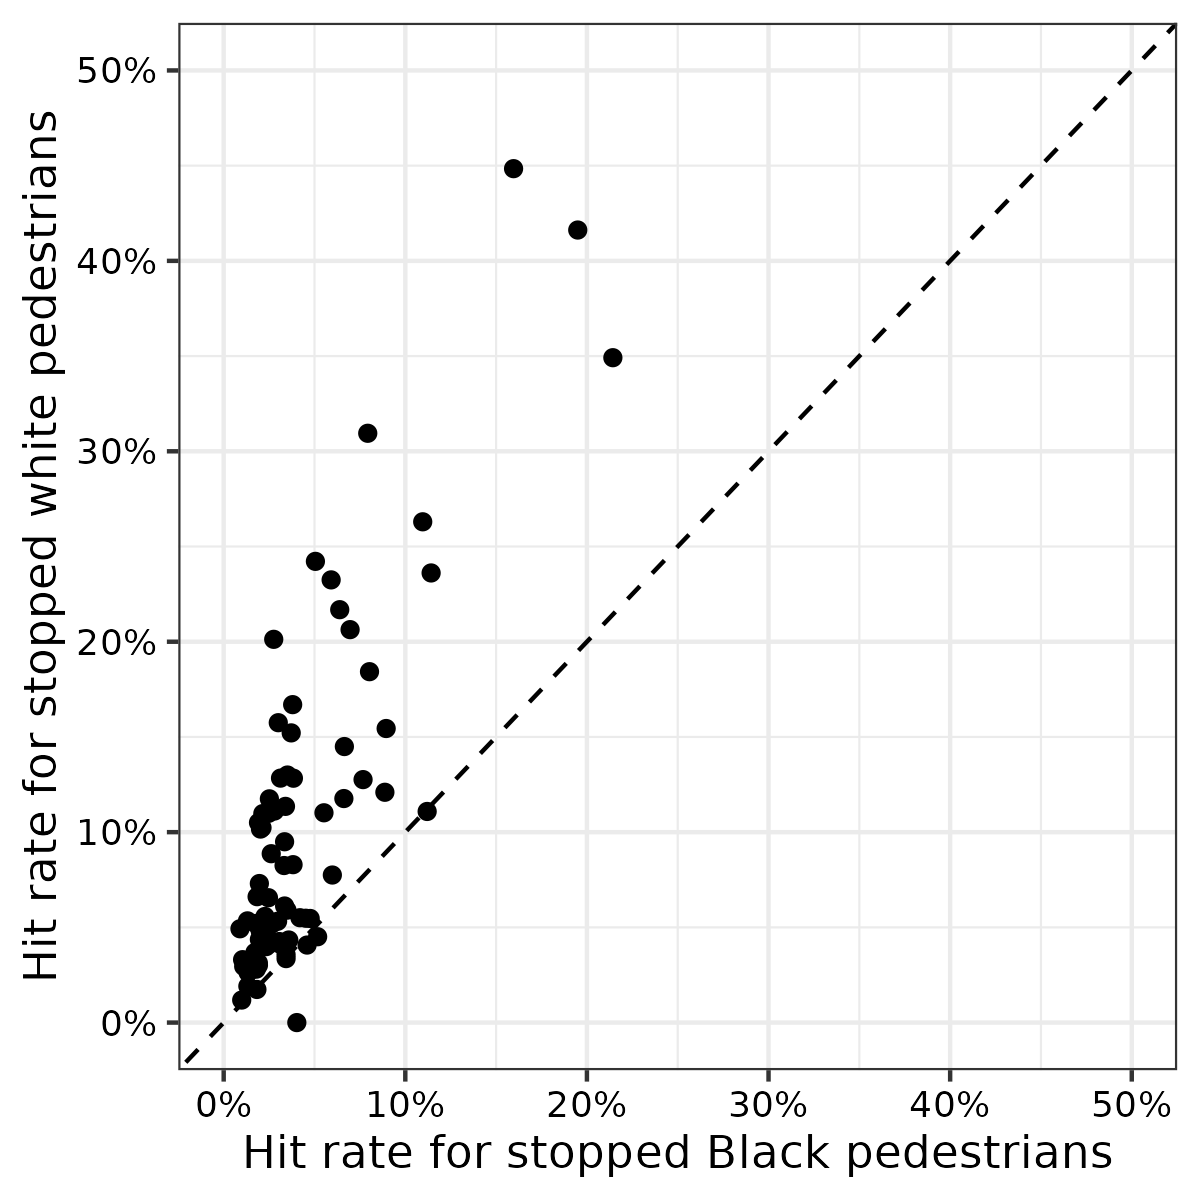 Hit rate for stopped white pedestrians
50%
40%
30%
20%
10%
0%
0% 10% 20% 30% 40% 50%
Hit rate for stopped Black pedestrians